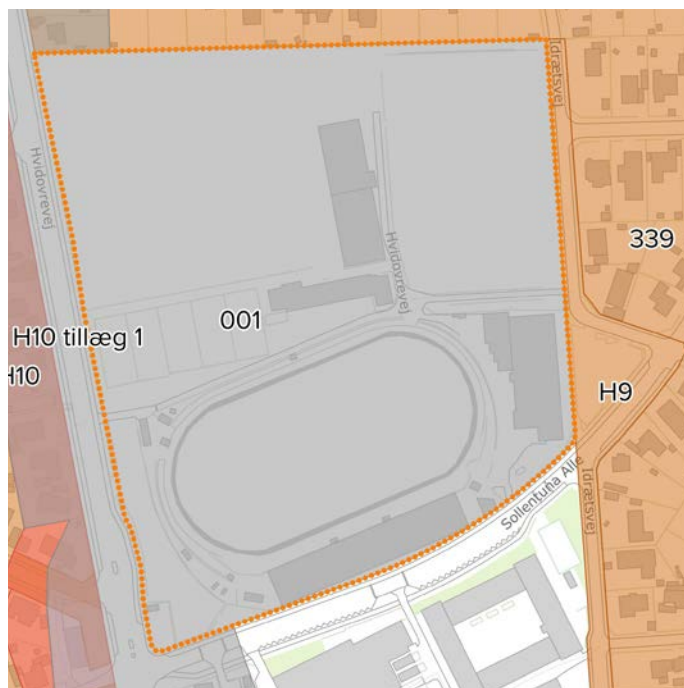 Idrætsvej
Hvidovrevej
339
Hvidovrevej
001
H10 tillæg 1
H10
H9
Sollentuna Alle
Idrætsvej